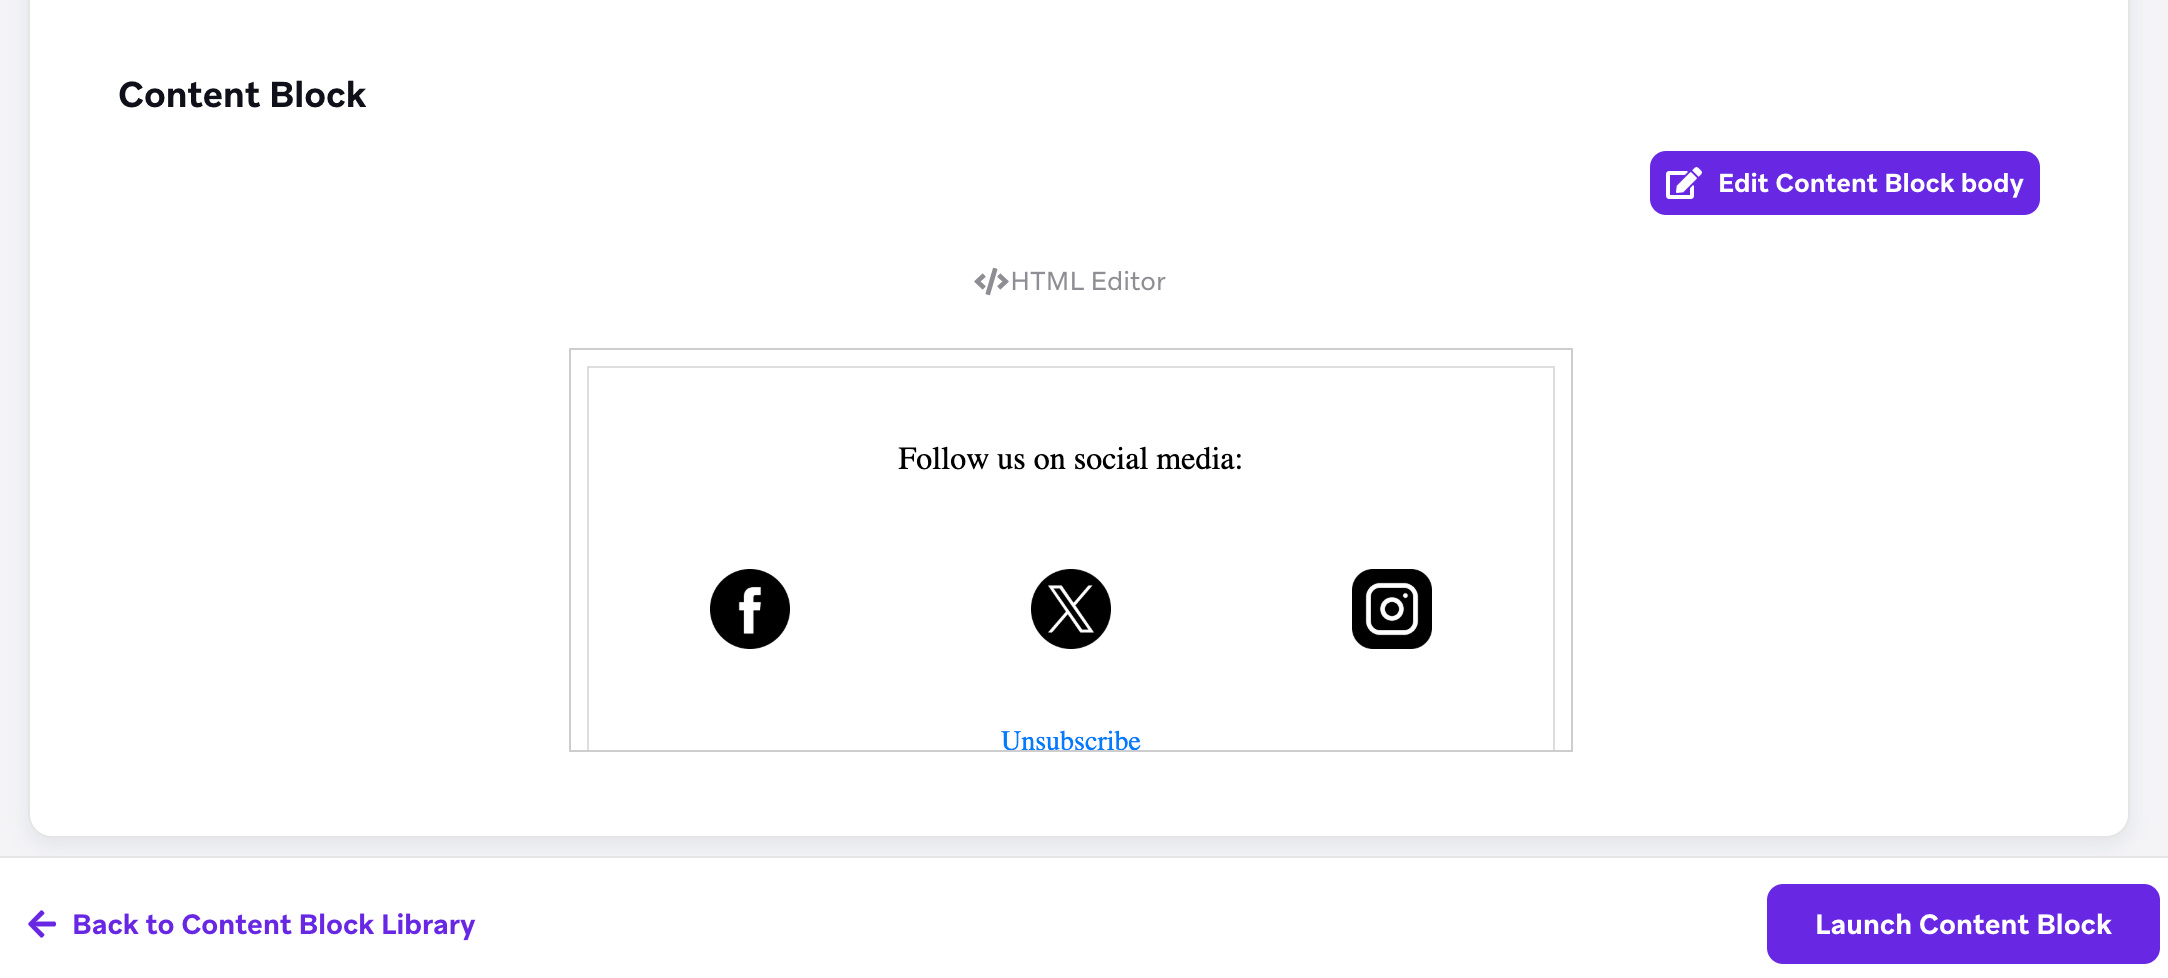 Content Block
Edit Content Block body
</>HTML Editor
Follow us on social media:
Unsubscribe
Back to Content Block Library
Launch Content Block